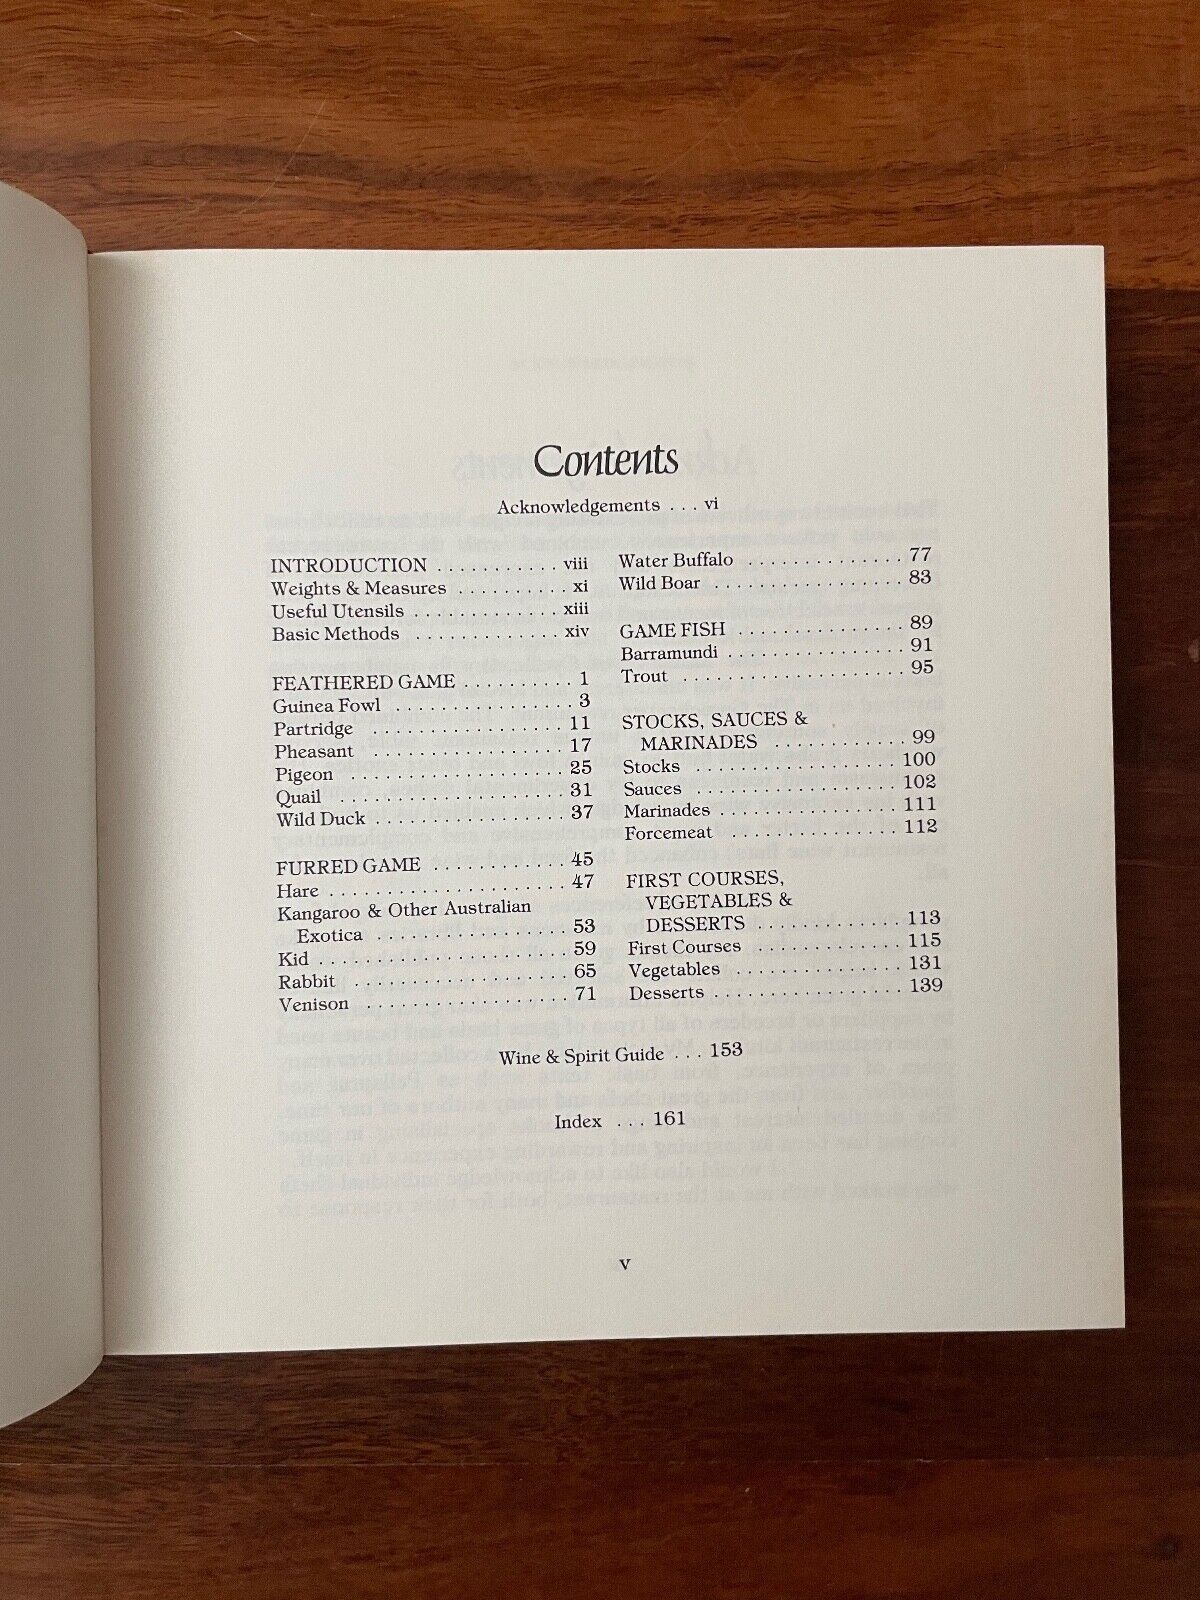 Contents
Acknowledgements . . . vi
INTRODUCTION . . . . . . . . . . . viii
Weights & Measures . . . . . . . . . . xi
Useful Utensils . . . . . . . . . . . . . xiii
Basic Methods . . . . . . . . . . . . . xiv
FEATHERED GAME . . . . . . . . . . 1
Guinea Fowl . . . . . . . . . . . . . . . . 3
Partridge . . . . . . . . . . . . . . . . . 11
Pheasant . . . . . . . . . . . . . . . . 17
Pigeon . . . . . . . . . . . . . . . . . . . 25
Quail . . . . . . . . . . . . . . . . . . . . 31
Wild Duck . . . . . . . . . . . . . . . . . 37
FURRED GAME . . . . . . . . . . . . 45
Hare . . . . . . . . . . . . . . . . . . . . . 47
Kangaroo & Other Australian
Exotica . . . . . . . . . . . . . . . . . 53
Kid . . . . . . . . . . . . . . . . . . . . . . 59
Rabbit . . . . . . . . . . . . . . . . . . . 65
Venison . . . . . . . . . . . . . . . . . . 71
Water Buffalo . . . . . . . . . . . . . . 77
Wild Boar . . . . . . . . . . . . . . . . . 83
GAME FISH . . . . . . . . . . . . . . . 89
Barramundi . . . . . . . . . . . . . . . . 91
Trout . . . . . . . . . . . . . . . . . . . . 95
STOCKS, SAUCES &
MARINADES . . . . . . . . . . . . 99
Stocks . . . . . . . . . . . . . . . . . . 100
Sauces . . . . . . . . . . . . . . . . . . 102
Marinades . . . . . . . . . . . . . . . . 111
Forcemeat . . . . . . . . . . . . . . . 112
FIRST COURSES,
VEGETABLES &
DESSERTS . . . . . . . . . . . . . 113
First Courses . . . . . . . . . . . . . 115
Vegetables . . . . . . . . . . . . . . . 131
Desserts . . . . . . . . . . . . . . . . . 139
Wine & Spirit Guide . . . 153
Index . . . 161
v